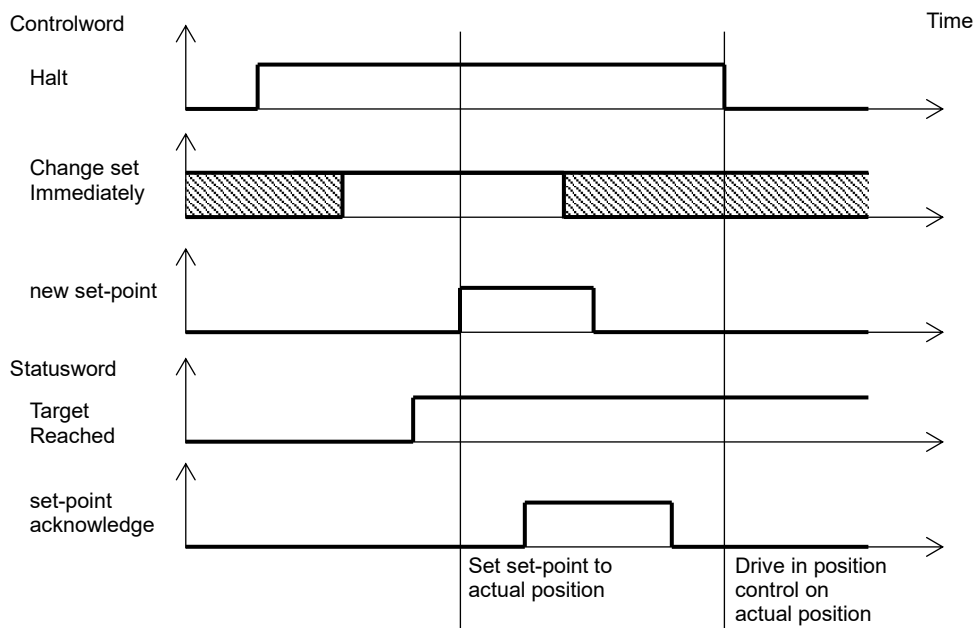 Controlword
Time
Halt
Change set
Immediately
new set-point
Statusword
Target
Reached
set-point
acknowledge
Set set-point to
actual position
Drive in position
control on
actual position